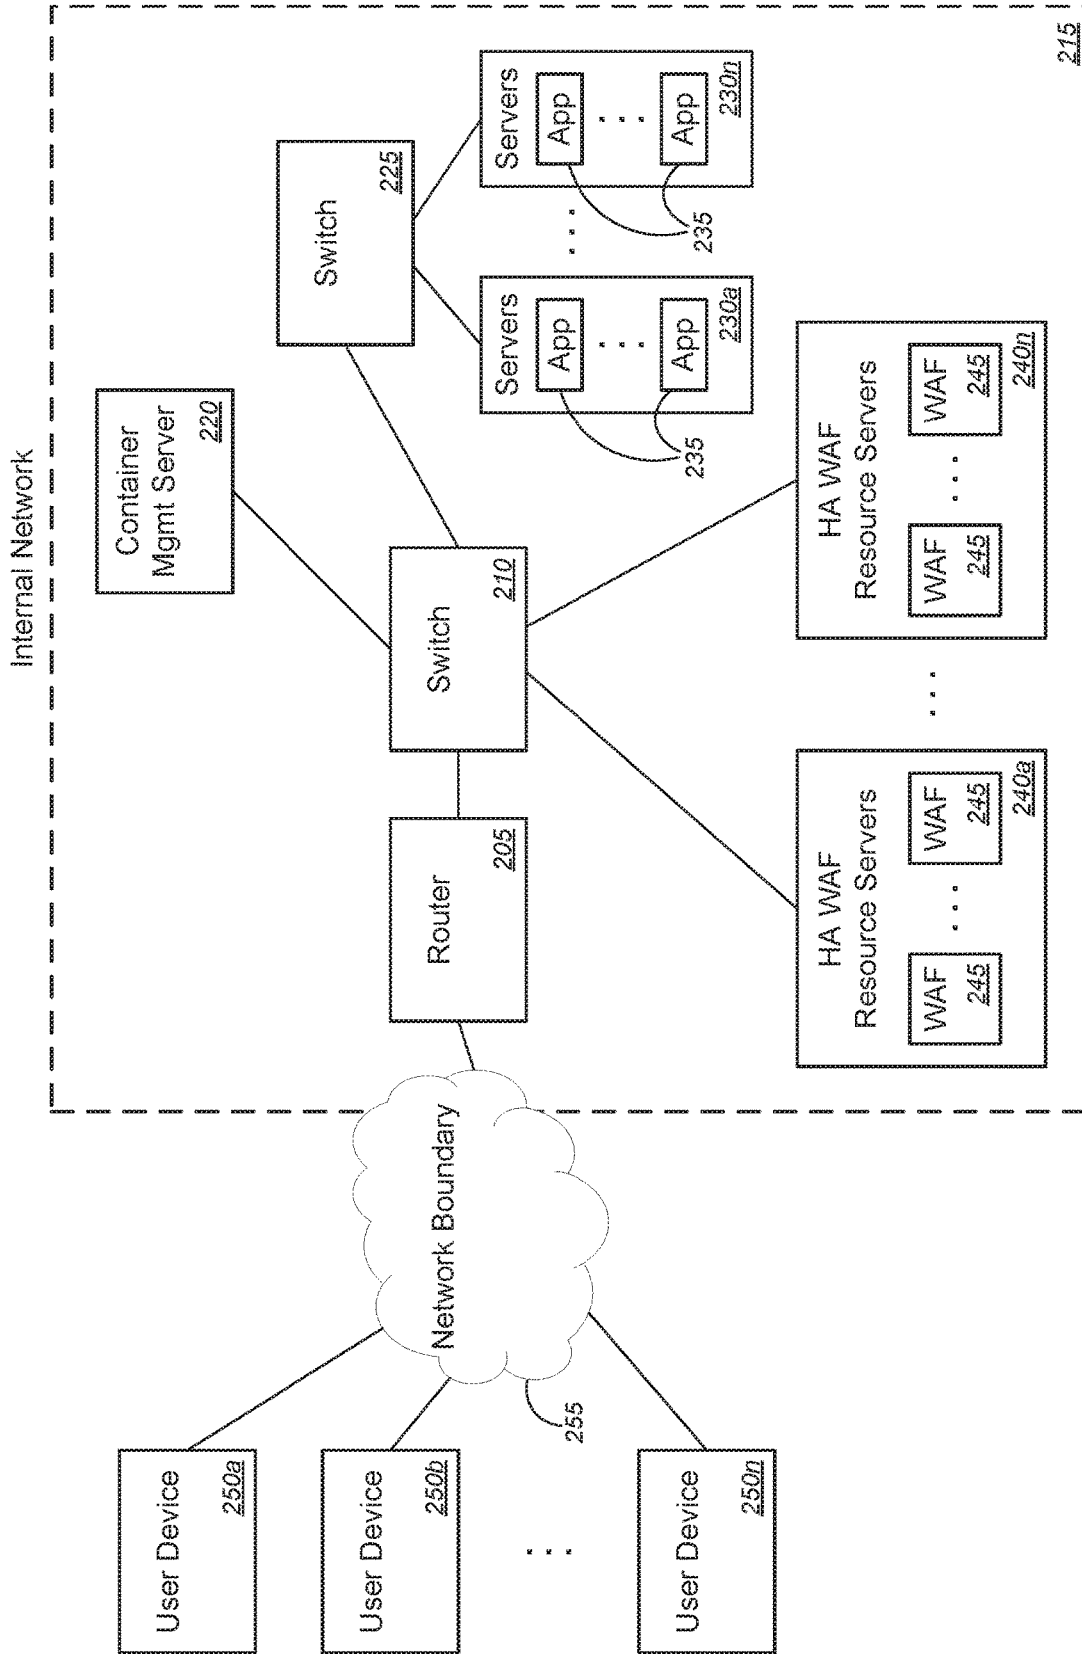 Internal Network
215
User Device
250a
User Device
250b
. . .
User Device
250n
Network Boundary
255
Router
205
Switch
210
Container
Mgmt Server
220
Switch
225
Servers
App
. . .
App
230a
235
. . .
Servers
App
. . .
App
230n
235
HA WAF
Resource Servers
WAF
245
. . .
WAF
245
240a
. . .
HA WAF
Resource Servers
WAF
245
. . .
WAF
245
240n